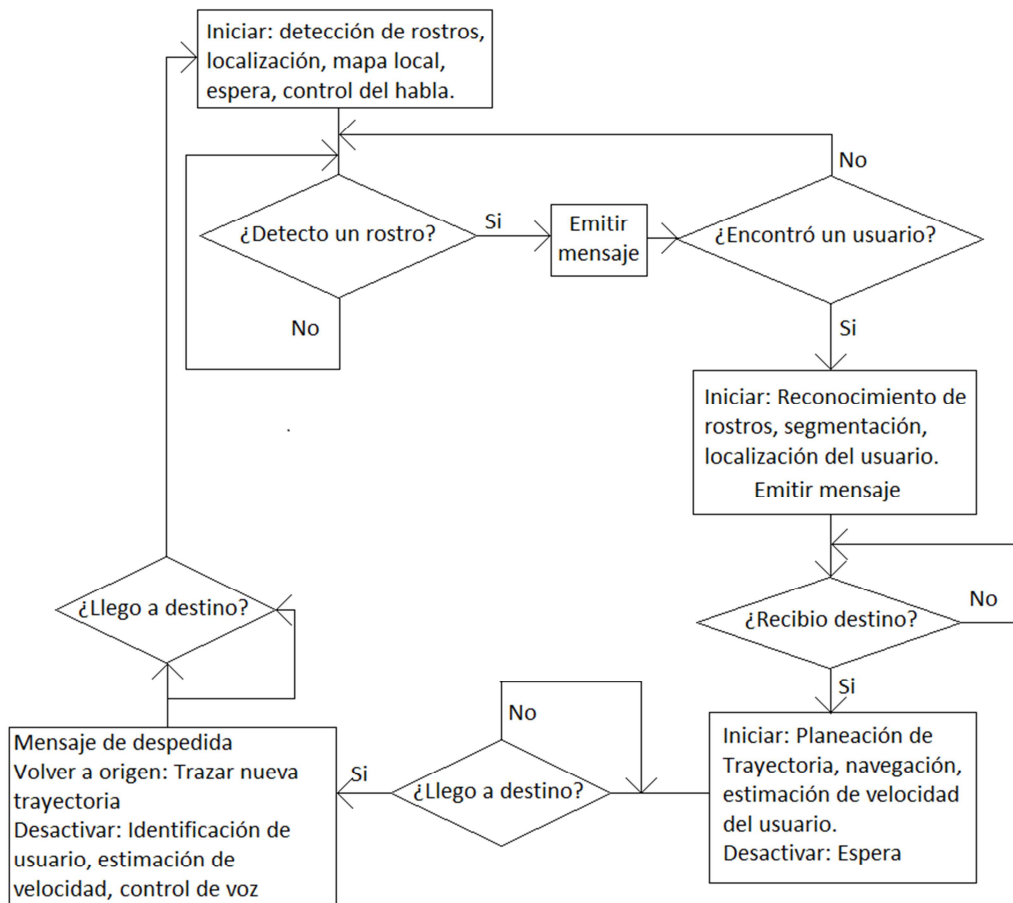 Iniciar: detección de rostros,
localización, mapa local,
espera, control del habla.
No
¿Detecto un rostro?
Si
Emitir
mensaje
¿Encontró un usuario?
No
Si
Iniciar: Reconocimiento de
rostros, segmentación,
localización del usuario.
Emitir mensaje
¿Llego a destino?
¿Recibio destino?
No
Si
No
Mensaje de despedida
Volver a origen: Trazar nueva
trayectoria
Desactivar: Identificación de
usuario, estimación de
velocidad, control de voz
Si
¿Llego a destino?
Iniciar: Planeación de
Trayectoria, navegación,
estimación de velocidad
del usuario.
Desactivar: Espera